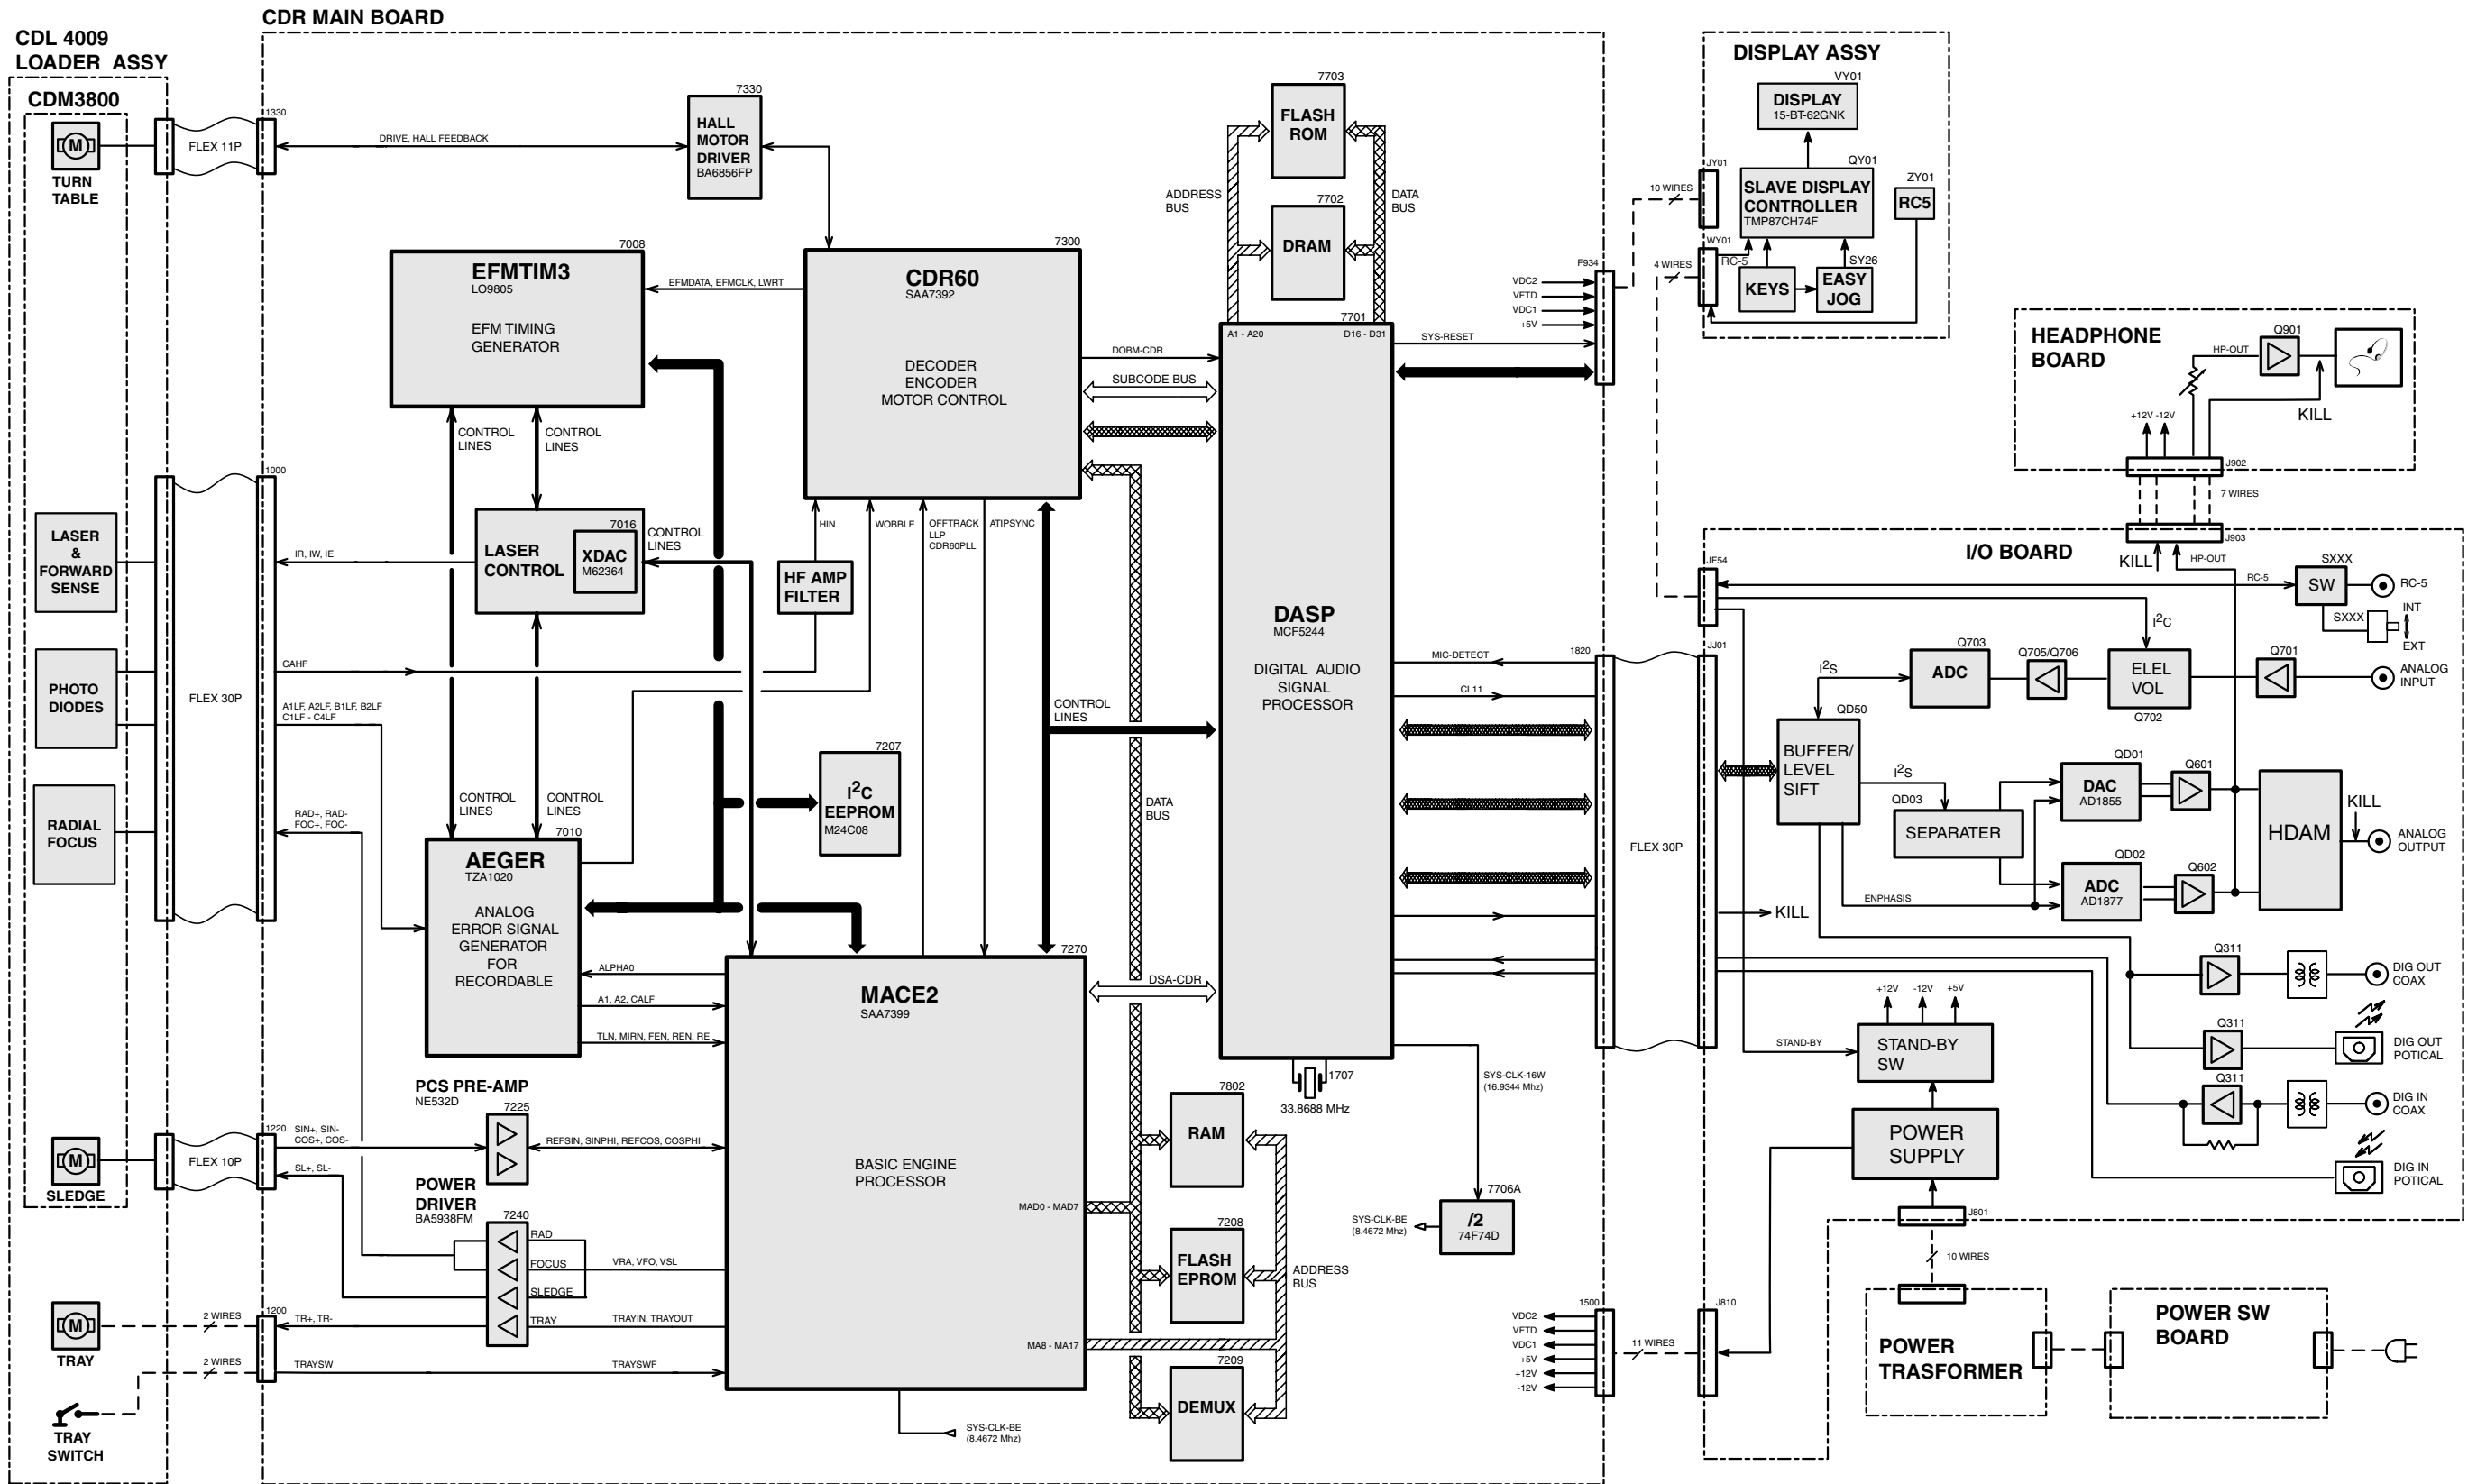 CDR MAIN BOARD
CDL 4009
LOADER ASSY
CDM3800
M
TURN
TABLE
FLEX 11P
1330
DRIVE, HALL FEEDBACK
7330
HALL
MOTOR
DRIVER
BA6856FP
7008
EFMTIM3
LO9805
EFM TIMING
GENERATOR
EFMDATA, EFMCLK, LWRT
7300
CDR60
SAA7392
DECODER
ENCODER
MOTOR CONTROL
7703
FLASH
ROM
7702
DRAM
ADDRESS
BUS
DATA
BUS
7701
A1 - A20
D16 - D31
DASP
MCF5244
DIGITAL AUDIO
SIGNAL
PROCESSOR
DOBM-CDR
SUBCODE BUS
SYS-RESET
VDC2
VFTD
VDC1
+5V
F934
10 WIRES
4 WIRES
DISPLAY ASSY
VY01
DISPLAY
15-BT-62GNK
QY01
SLAVE DISPLAY
CONTROLLER
TMP87CH74F
ZY01
RC5
JY01
WY01
RC-5
KEYS
SY26
EASY
JOG
HEADPHONE
BOARD
Q901
HP-OUT
KILL
+12V -12V
J902
7 WIRES
J903
I/O BOARD
KILL
HP-OUT
JF54
RC-5
SXXX
SW
RC-5
SXXX
INT
EXT
I2C
JJ01
Q703
ADC
I2S
Q705/Q706
ELEL
VOL
Q702
Q701
ANALOG
INPUT
QD50
BUFFER/
LEVEL
SIFT
I2S
QD03
SEPARATER
QD01
DAC
AD1855
Q601
QD02
ADC
AD1877
Q602
HDAM
KILL
ANALOG
OUTPUT
ENPHASIS
KILL
Q311
DIG OUT
COAX
Q311
DIG OUT
POTICAL
Q311
DIG IN
COAX
DIG IN
POTICAL
+12V
-12V
+5V
STAND-BY
STAND-BY
SW
POWER
SUPPLY
J801
10 WIRES
POWER
TRASFORMER
POWER SW
BOARD
J810
11 WIRES
1500
VDC2
VFTD
VDC1
+5V
+12V
-12V
FLEX 30P
1820
MIC-DETECT
CL11
CONTROL
LINES
CONTROL
LINES
1000
LASER
&
FORWARD
SENSE
IR, IW, IE
LASER
CONTROL
7016
XDAC
M62364
CONTROL
LINES
HIN
WOBBLE
OFFTRACK
LLP
CDR60PLL
ATIPSYNC
HF AMP
FILTER
CAHF
PHOTO
DIODES
FLEX 30P
A1LF, A2LF, B1LF, B2LF
C1LF - C4LF
CONTROL
LINES
7207
I2C
EEPROM
M24C08
DATA
BUS
RADIAL
FOCUS
RAD+, RAD-
FOC+, FOC-
CONTROL
LINES
CONTROL
LINES
7010
AEGER
TZA1020
ANALOG
ERROR SIGNAL
GENERATOR
FOR
RECORDABLE
ALPHA0
A1, A2, CALF
TLN, MIRN, FEN, REN, RE
7270
MACE2
SAA7399
BASIC ENGINE
PROCESSOR
DSA-CDR
MAD0 - MAD7
MA8 - MA17
1707
33.8688 MHz
SYS-CLK-16W
(16.9344 Mhz)
7706A
/2
74F74D
SYS-CLK-BE
(8.4672 Mhz)
7802
RAM
7208
FLASH
EPROM
7209
DEMUX
ADDRESS
BUS
PCS PRE-AMP
NE532D
7225
1220
SIN+, SIN-
COS+, COS-
REFSIN, SINPHI, REFCOS, COSPHI
M
SLEDGE
FLEX 10P
SL+, SL-
POWER
DRIVER
BA5938FM
7240
RAD
FOCUS
SLEDGE
TRAY
VRA, VFO, VSL
TRAYIN, TRAYOUT
M
TRAY
2 WIRES
1200
TR+, TR-
2 WIRES
TRAYSW
TRAYSWF
TRAY
SWITCH
SYS-CLK-BE
(8.4672 Mhz)